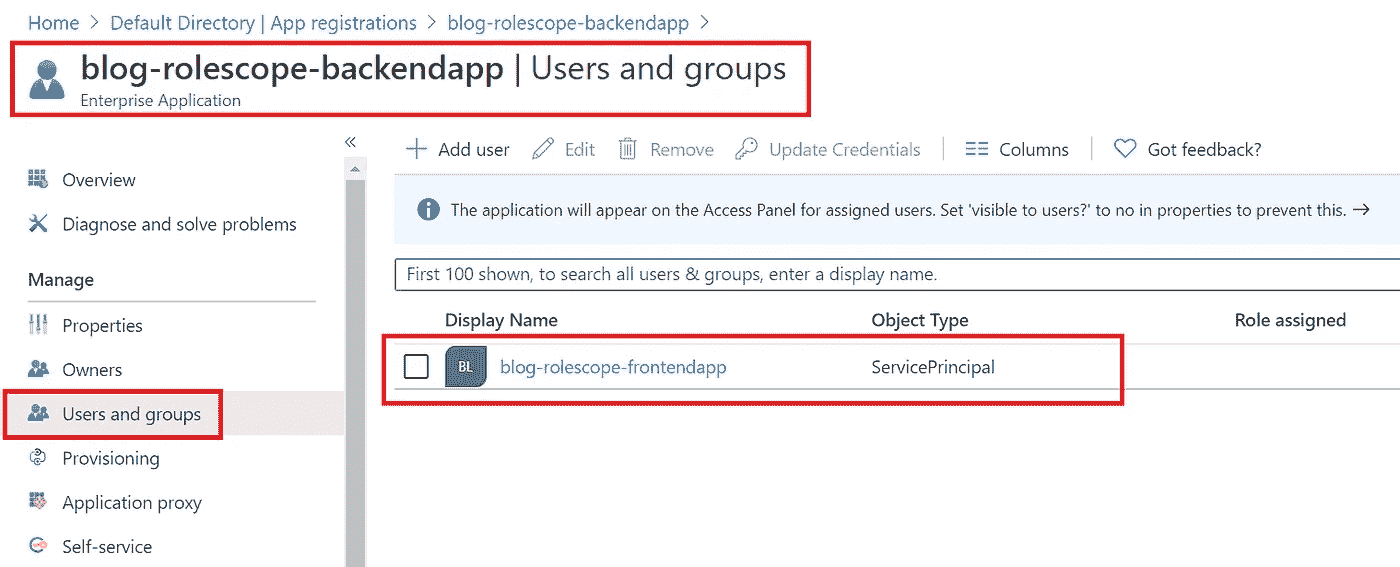 Home > Default Directory | App registrations > blog-rolescope-backendapp >
blog-rolescope-backendapp | Users and groups
Enterprise Application
«
Overview
Diagnose and solve problems
Manage
Properties
Owners
Users and groups
Provisioning
Application proxy
Self-service
Add user Edit Remove Update Credentials Columns Got feedback?
The application will appear on the Access Panel for assigned users. Set 'visible to users?' to no in properties to prevent this. →
First 100 shown, to search all users & groups, enter a display name.
Display Name Object Type Role assigned
BL blog-rolescope-frontendapp ServicePrincipal